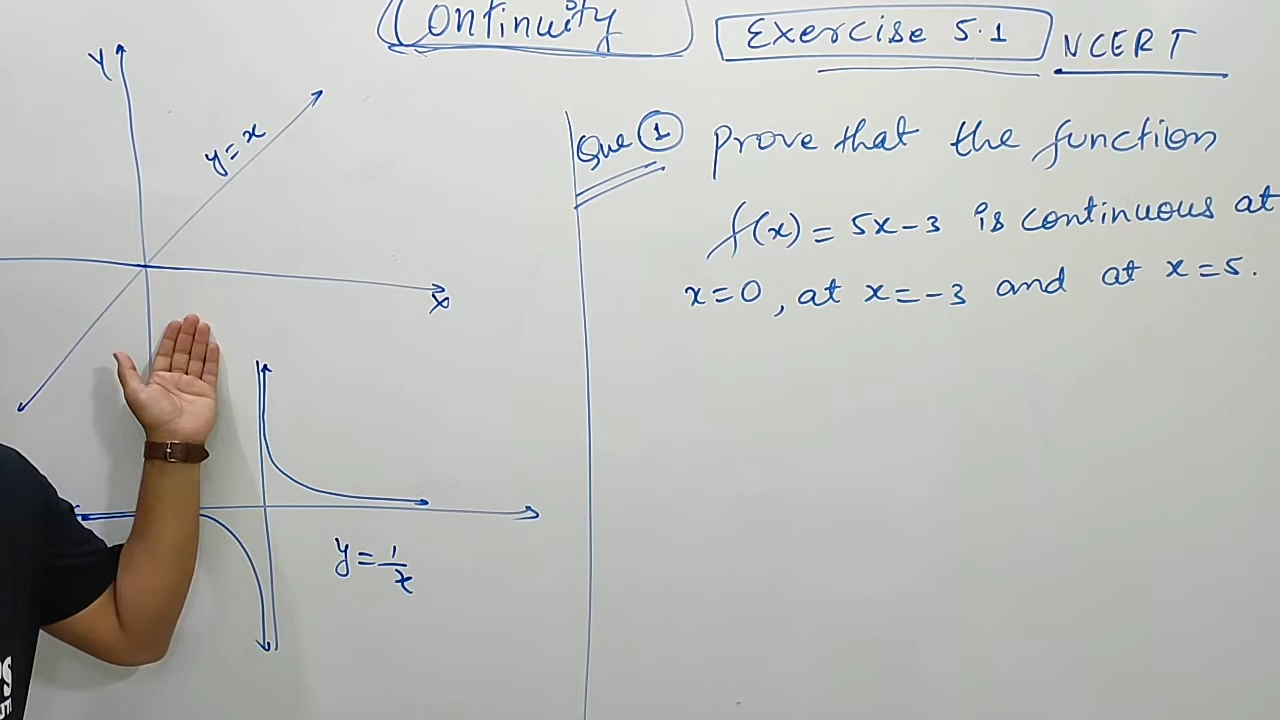 Continuity
Exercise 5.1 NCERT
Y
y = x
X
y = 1/x
Que 1 prove that the function
f(x) = 5x - 3 is continuous at
x = 0, at x = -3 and at x = 5.